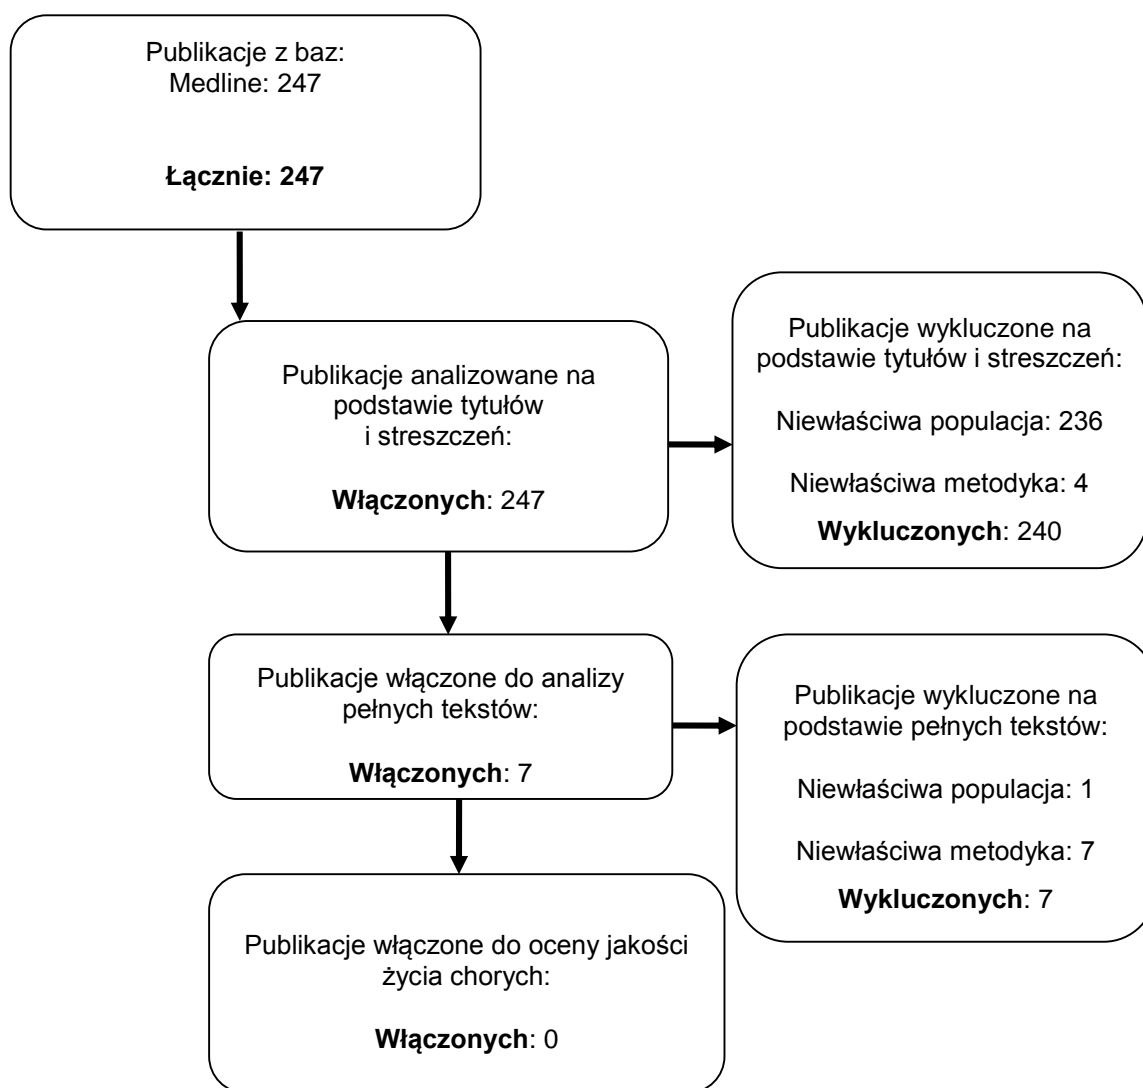 Publikacje z baz:
Medline: 247
Łącznie: 247
Publikacje analizowane na
podstawie tytułów
i streszczeń:
Włączonych: 247
Publikacje wykluczone na
podstawie tytułów i streszczeń:
Niewłaściwa populacja: 236
Niewłaściwa metodyka: 4
Wykluczonych: 240
Publikacje włączone do analizy
pełnych tekstów:
Włączonych: 7
Publikacje wykluczone na
podstawie pełnych tekstów:
Niewłaściwa populacja: 1
Niewłaściwa metodyka: 7
Wykluczonych: 7
Publikacje włączone do oceny jakości
życia chorych:
Włączonych: 0